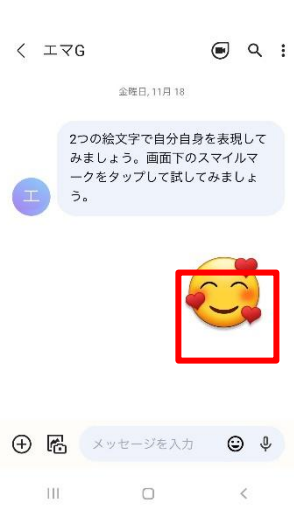 エマG
金曜日, 11月 18
2つの絵文字で自分自身を表現して
みましょう。画面下のスマイルマ
ークをタップして試してみましょ
う。
エ
メッセージを入力